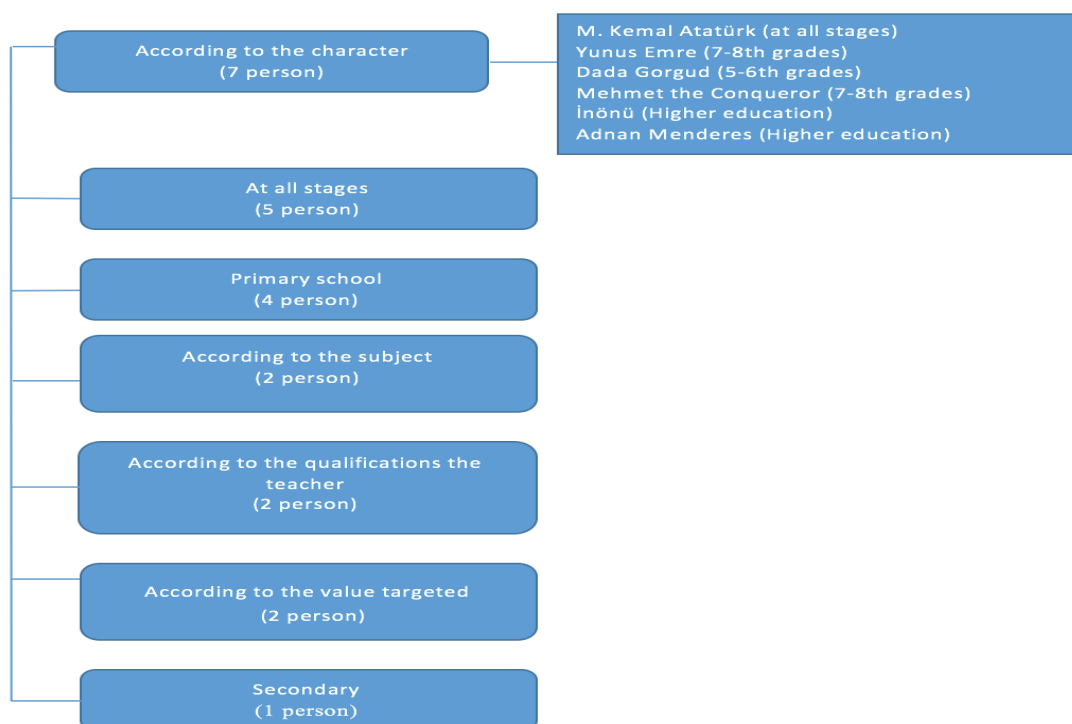 According to the character
(7 person)
M. Kemal Atatürk (at all stages)
Yunus Emre (7-8th grades)
Dada Gorgud (5-6th grades)
Mehmet the Conqueror (7-8th grades)
İnönü (Higher education)
Adnan Menderes (Higher education)
At all stages
(5 person)
Primary school
(4 person)
According to the subject
(2 person)
According to the qualifications the
teacher
(2 person)
According to the value targeted
(2 person)
Secondary
(1 person)